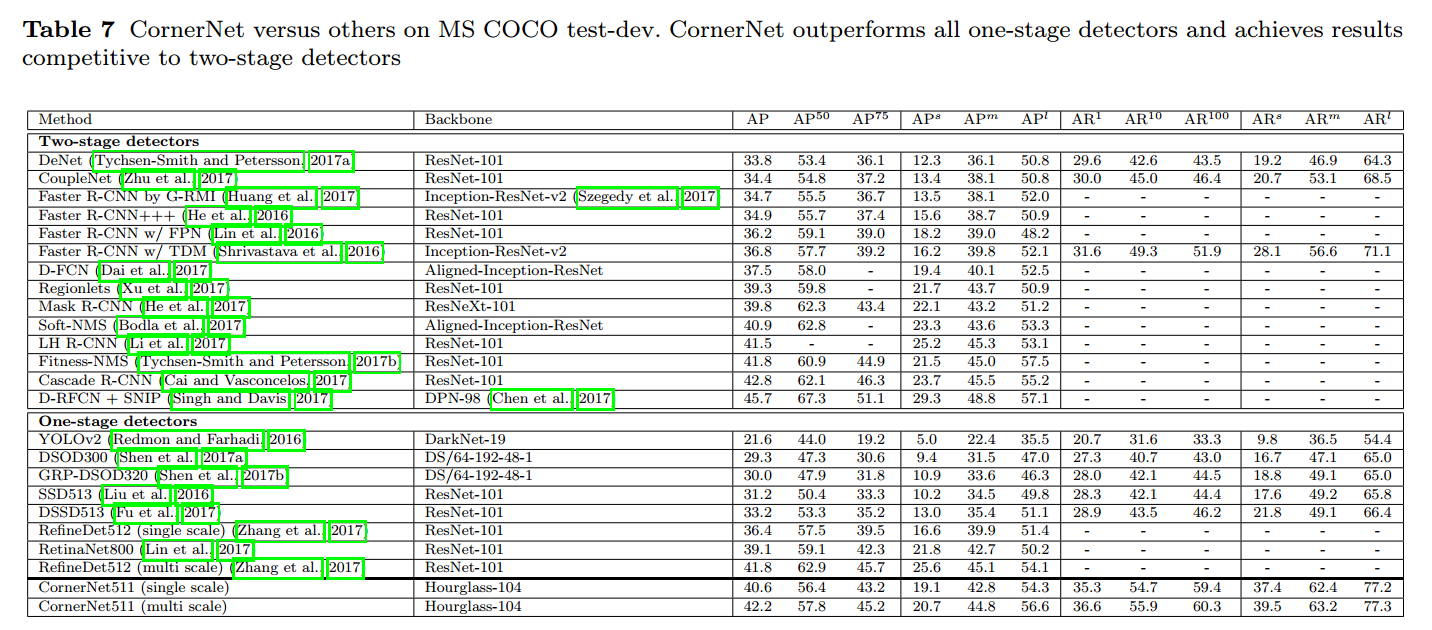 Table 7 CornerNet versus others on MS COCO test-dev. CornerNet outperforms all one-stage detectors and achieves results
competitive to two-stage detectors
Method Backbone AP AP50 AP75 APs APm APl AR1 AR10 AR100 ARs ARm ARl
Two-stage detectors
DeNet (Tychsen-Smith and Petersson, 2017a) ResNet-101 33.8 53.4 36.1 12.3 36.1 50.8 29.6 42.6 43.5 19.2 46.9 64.3
CoupleNet (Zhu et al., 2017) ResNet-101 34.4 54.8 37.2 13.4 38.1 50.8 30.0 45.0 46.4 20.7 53.1 68.5
Faster R-CNN by G-RMI (Huang et al., 2017) Inception-ResNet-v2 (Szegedy et al., 2017) 34.7 55.5 36.7 13.5 38.1 52.0 - - - - - -
Faster R-CNN+++ (He et al., 2016) ResNet-101 34.9 55.7 37.4 15.6 38.7 50.9 - - - - - -
Faster R-CNN w/ FPN (Lin et al., 2016) ResNet-101 36.2 59.1 39.0 18.2 39.0 48.2 - - - - - -
Faster R-CNN w/ TDM (Shrivastava et al., 2016) Inception-ResNet-v2 36.8 57.7 39.2 16.2 39.8 52.1 31.6 49.3 51.9 28.1 56.6 71.1
D-FCN (Dai et al., 2017) Aligned-Inception-ResNet 37.5 58.0 - 19.4 40.1 52.5 - - - - - -
Regionlets (Xu et al., 2017) ResNet-101 39.3 59.8 - 21.7 43.7 50.9 - - - - - -
Mask R-CNN (He et al., 2017) ResNeXt-101 39.8 62.3 43.4 22.1 43.2 51.2 - - - - - -
Soft-NMS (Bodla et al., 2017) Aligned-Inception-ResNet 40.9 62.8 - 23.3 43.6 53.3 - - - - - -
LH R-CNN (Li et al., 2017) ResNet-101 41.5 - - 25.2 45.3 53.1 - - - - - -
Fitness-NMS (Tychsen-Smith and Petersson, 2017b) ResNet-101 41.8 60.9 44.9 21.5 45.0 57.5 - - - - - -
Cascade R-CNN (Cai and Vasconcelos, 2017) ResNet-101 42.8 62.1 46.3 23.7 45.5 55.2 - - - - - -
D-RFCN + SNIP (Singh and Davis, 2017) DPN-98 (Chen et al., 2017) 45.7 67.3 51.1 29.3 48.8 57.1 - - - - - -
One-stage detectors
YOLOv2 (Redmon and Farhadi, 2016) DarkNet-19 21.6 44.0 19.2 5.0 22.4 35.5 20.7 31.6 33.3 9.8 36.5 54.4
DSOD300 (Shen et al., 2017a) DS/64-192-48-1 29.3 47.3 30.6 9.4 31.5 47.0 27.3 40.7 43.0 16.7 47.1 65.0
GRP-DSOD320 (Shen et al., 2017b) DS/64-192-48-1 30.0 47.9 31.8 10.9 33.6 46.3 28.0 42.1 44.5 18.8 49.1 65.0
SSD513 (Liu et al., 2016) ResNet-101 31.2 50.4 33.3 10.2 34.5 49.8 28.3 42.1 44.4 17.6 49.2 65.8
DSSD513 (Fu et al., 2017) ResNet-101 33.2 53.3 35.2 13.0 35.4 51.1 28.9 43.5 46.2 21.8 49.1 66.4
RefineDet512 (single scale) (Zhang et al., 2017) ResNet-101 36.4 57.5 39.5 16.6 39.9 51.4 - - - - - -
RetinaNet800 (Lin et al., 2017) ResNet-101 39.1 59.1 42.3 21.8 42.7 50.2 - - - - - -
RefineDet512 (multi scale) (Zhang et al., 2017) ResNet-101 41.8 62.9 45.7 25.6 45.1 54.1 - - - - - -
CornerNet511 (single scale) Hourglass-104 40.6 56.4 43.2 19.1 42.8 54.3 35.3 54.7 59.4 37.4 62.4 77.2
CornerNet511 (multi scale) Hourglass-104 42.2 57.8 45.2 20.7 44.8 56.6 36.6 55.9 60.3 39.5 63.2 77.3